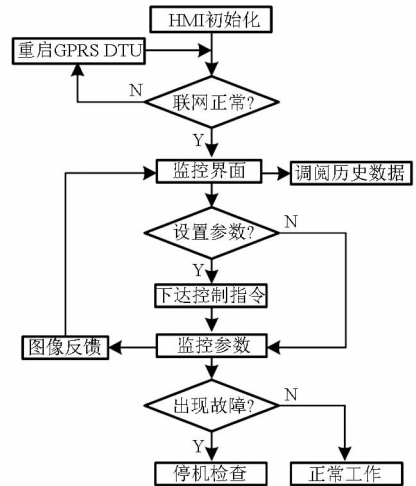 HMI初始化
重启GPRS DTU
N
联网正常?
Y
监控界面
调阅历史数据
设置参数?
N
Y
下达控制指令
图像反馈
监控参数
出现故障?
N
Y
停机检查
正常工作